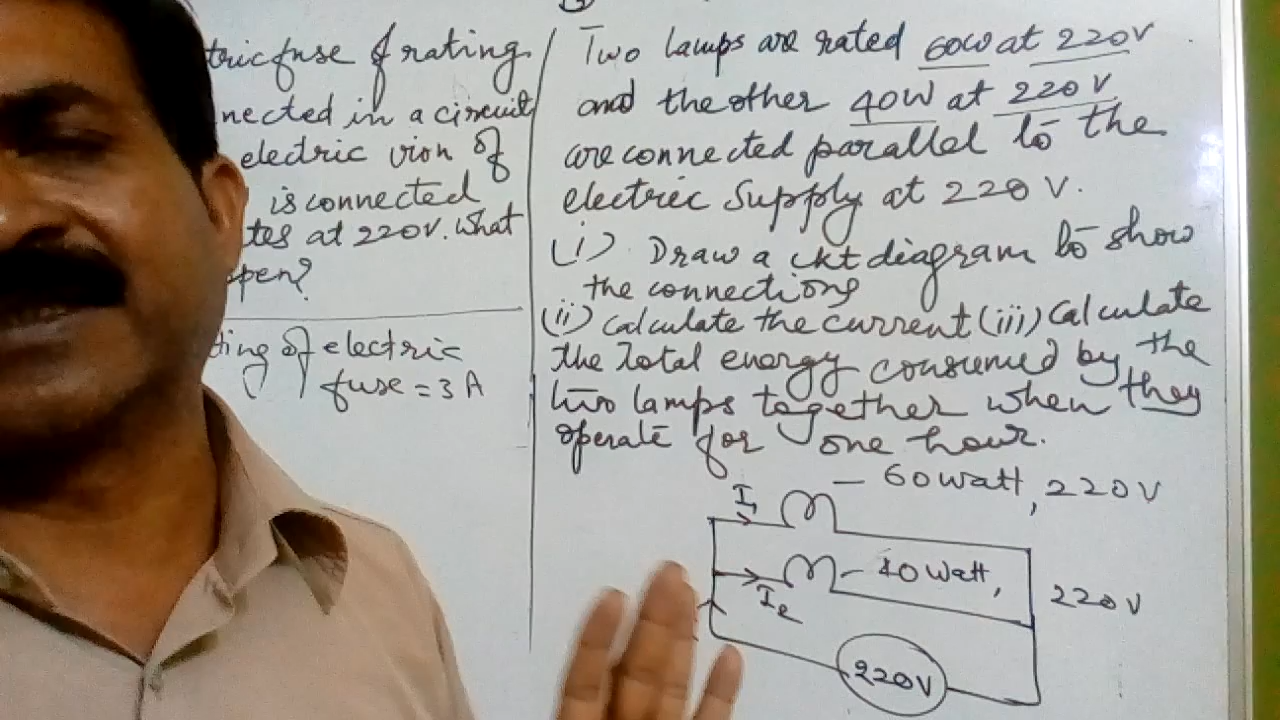 tric fuse of rating
nected in a circuit
electric iron of
is connected
tes at 220V. What
pen?
ting of electric
fuse = 3 A
Two lamps are rated 60W at 220V
and the other 40W at 220V
are connected parallel to the
electric supply at 220 V.
(i) Draw a ckt diagram to show
the connections
(ii) Calculate the current (iii) Calculate
the total energy consumed by the
two lamps together when they
operate for one hour.
I₁ – 60 watt, 220V
I₂ – 40 Watt, 220V
220V